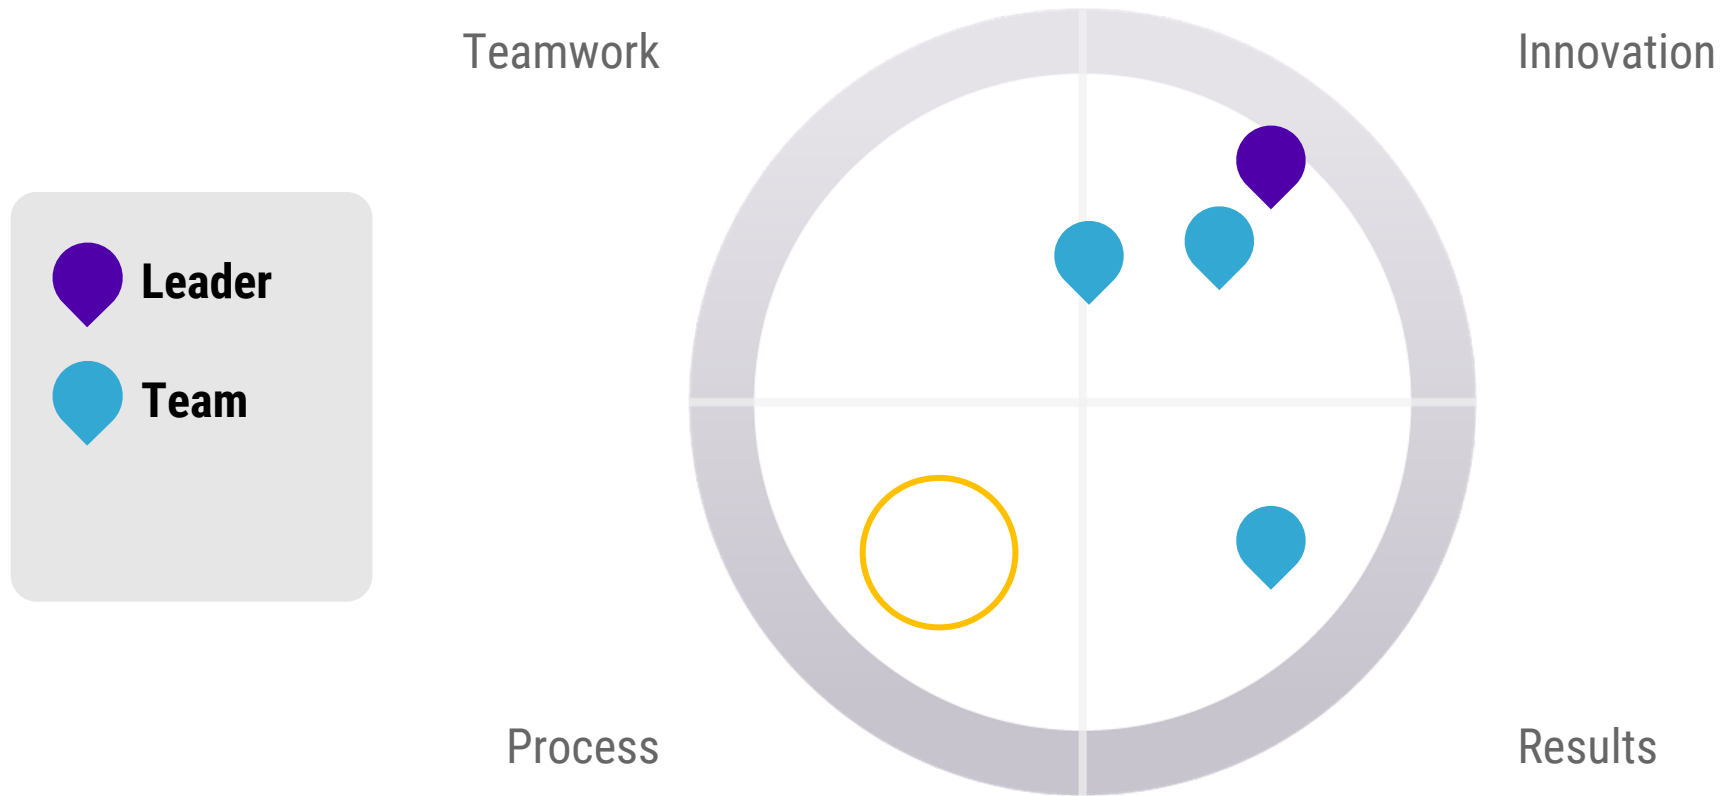 Teamwork
Innovation
Leader
Team
Process
Results